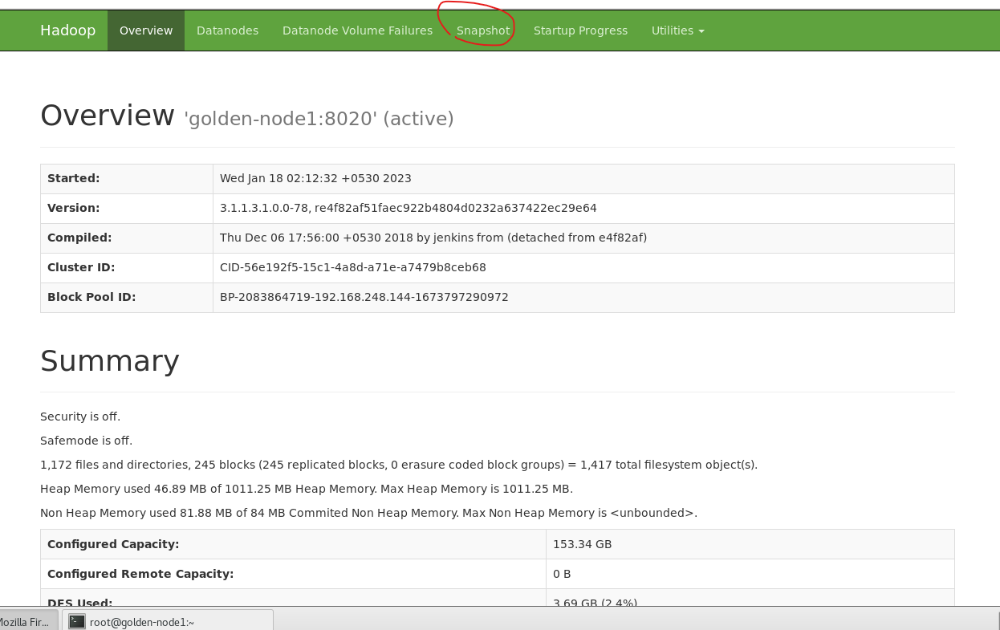 Hadoop Overview Datanodes Datanode Volume Failures Snapshot Startup Progress Utilities
Overview 'golden-node1:8020' (active)
Started: Wed Jan 18 02:12:32 +0530 2023
Version: 3.1.1.3.1.0.0-78, re4f82af51faec922b4804d0232a637422ec29e64
Compiled: Thu Dec 06 17:56:00 +0530 2018 by jenkins from (detached from e4f82af)
Cluster ID: CID-56e192f5-15c1-4a8d-a71e-a7479b8ceb68
Block Pool ID: BP-2083864719-192.168.248.144-1673797290972
Summary
Security is off.
Safemode is off.
1,172 files and directories, 245 blocks (245 replicated blocks, 0 erasure coded block groups) = 1,417 total filesystem object(s).
Heap Memory used 46.89 MB of 1011.25 MB Heap Memory. Max Heap Memory is 1011.25 MB.
Non Heap Memory used 81.88 MB of 84 MB Commited Non Heap Memory. Max Non Heap Memory is <unbounded>.
Configured Capacity: 153.34 GB
Configured Remote Capacity: 0 B
DFS Used: 3.69 GB (2.4%)
Mozilla Fir... root@golden-node1:~